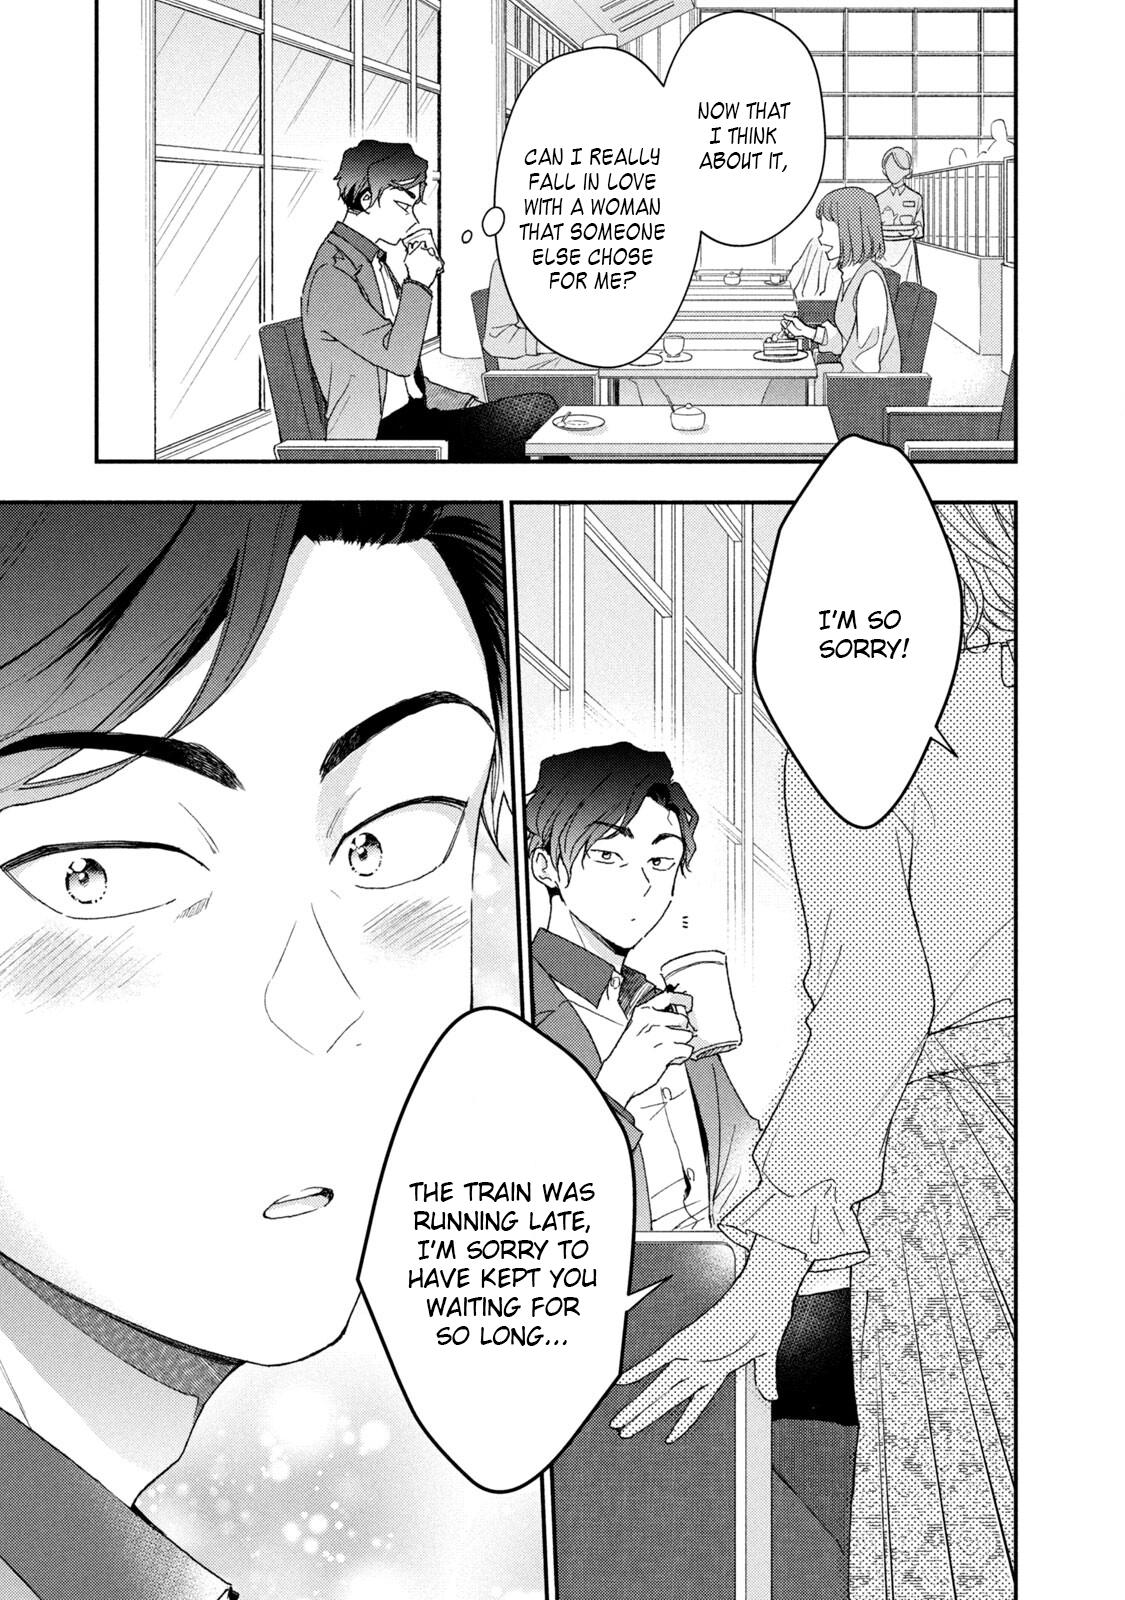 NOW THAT
I THINK
ABOUT IT,
CAN I REALLY
FALL IN LOVE
WITH A WOMAN
THAT SOMEONE
ELSE CHOSE
FOR ME?
I'M SO
SORRY!
THE TRAIN WAS
RUNNING LATE,
I'M SORRY TO
HAVE KEPT YOU
WAITING FOR
SO LONG...